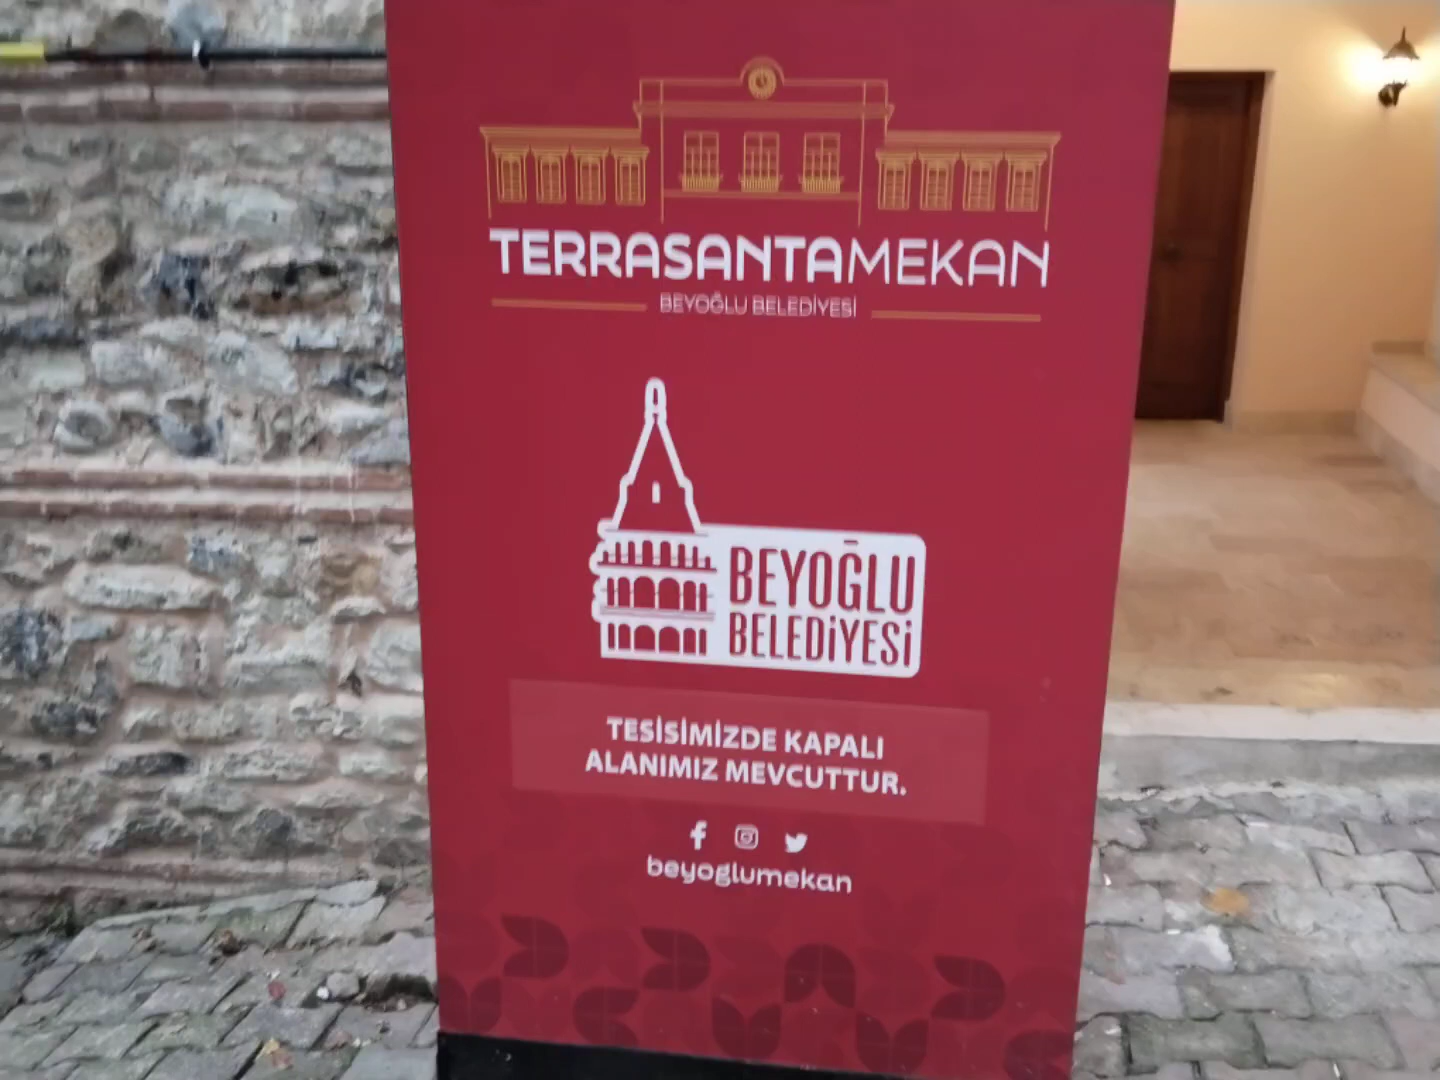 TERRASANTAMEKAN
BEYOĞLU BELEDİYESİ
BEYOĞLU
BELEDİYESİ
TESİSİMİZDE KAPALI
ALANIMIZ MEVCUTTUR.
beyoglumekan